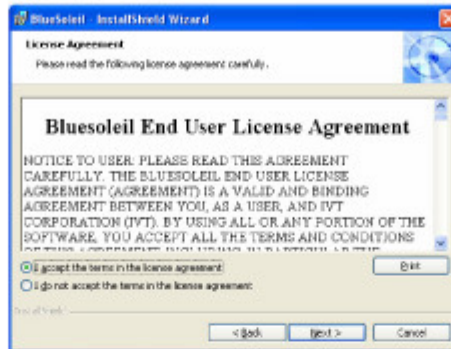 BlueSoleil - InstallShield Wizard
License Agreement
Please read the following license agreement carefully.
Bluesoleil End User License Agreement
NOTICE TO USER: PLEASE READ THIS AGREEMENT
CAREFULLY. THE BLUESOLEIL END USER LICENSE
AGREEMENT (AGREEMENT) IS A VALID AND BINDING
AGREEMENT BETWEEN YOU, AS A USER, AND IVT
CORPORATION (IVT). BY USING ALL OR ANY PORTION OF THE
SOFTWARE, YOU ACCEPT ALL THE TERMS AND CONDITIONS
OF THIS AGREEMENT
I accept the terms in the license agreement
I do not accept the terms in the license agreement
Print
InstallShield
< Back
Next >
Cancel